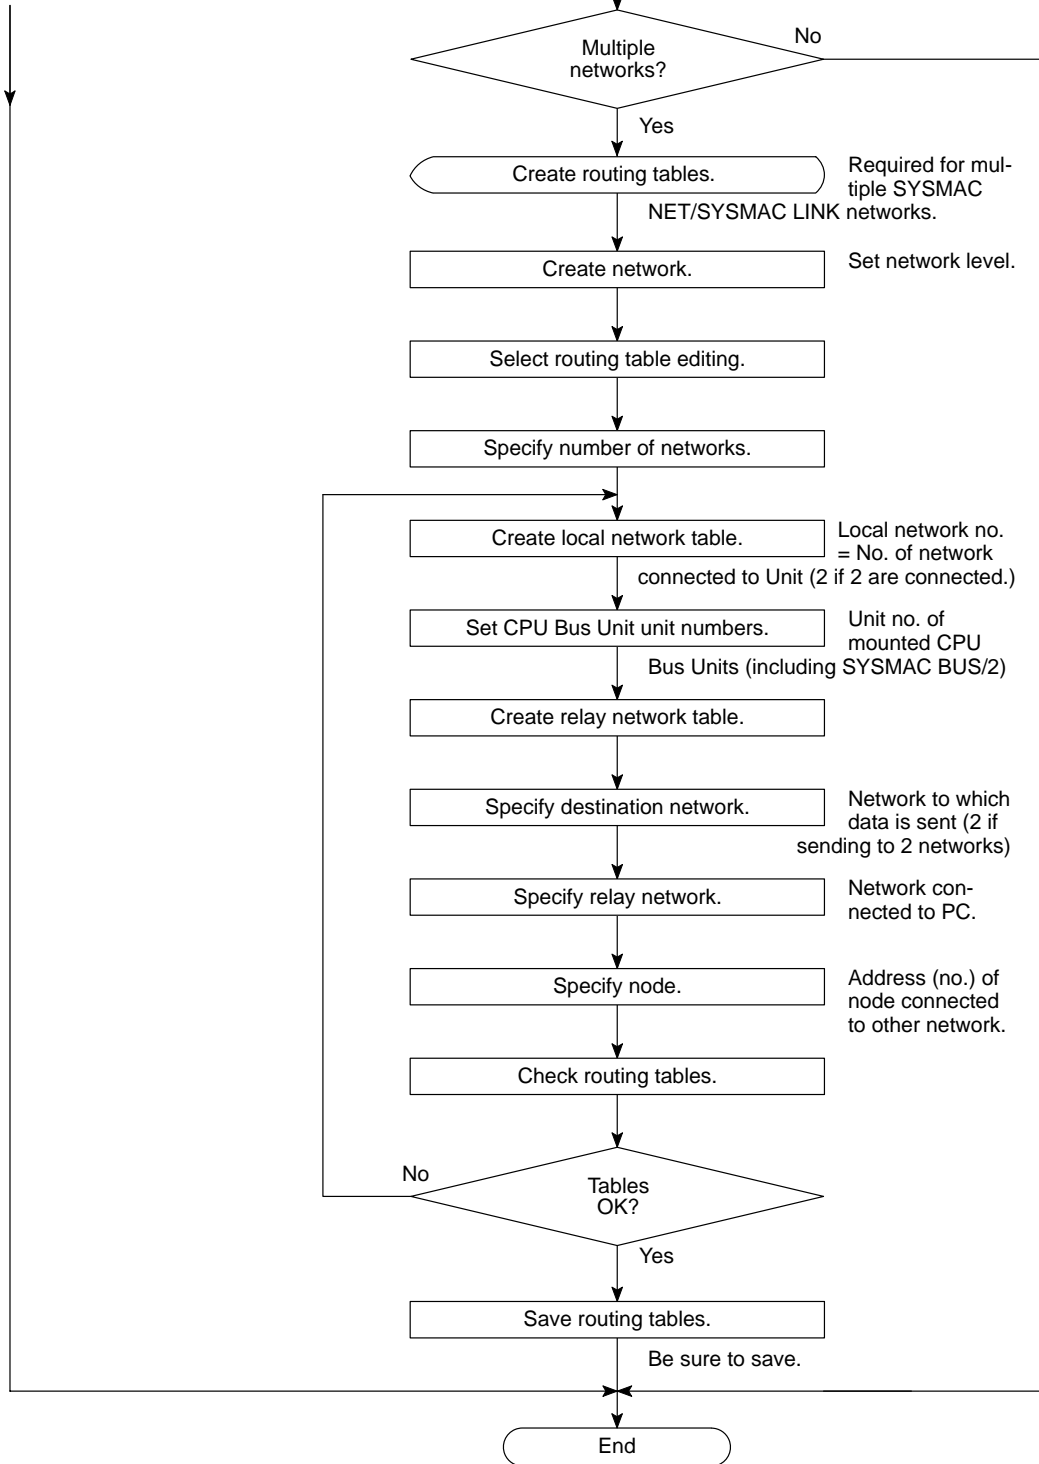 No
Multiple
networks?
Yes
Create routing tables.
Required for mul-
tiple SYSMAC
NET/SYSMAC LINK networks.
Create network.
Set network level.
Select routing table editing.
Specify number of networks.
Create local network table.
Local network no.
= No. of network
connected to Unit (2 if 2 are connected.)
Set CPU Bus Unit unit numbers.
Unit no. of
mounted CPU
Bus Units (including SYSMAC BUS/2)
Create relay network table.
Specify destination network.
Network to which
data is sent (2 if
sending to 2 networks)
Specify relay network.
Network con-
nected to PC.
Specify node.
Address (no.) of
node connected
to other network.
Check routing tables.
No
Tables
OK?
Yes
Save routing tables.
Be sure to save.
End